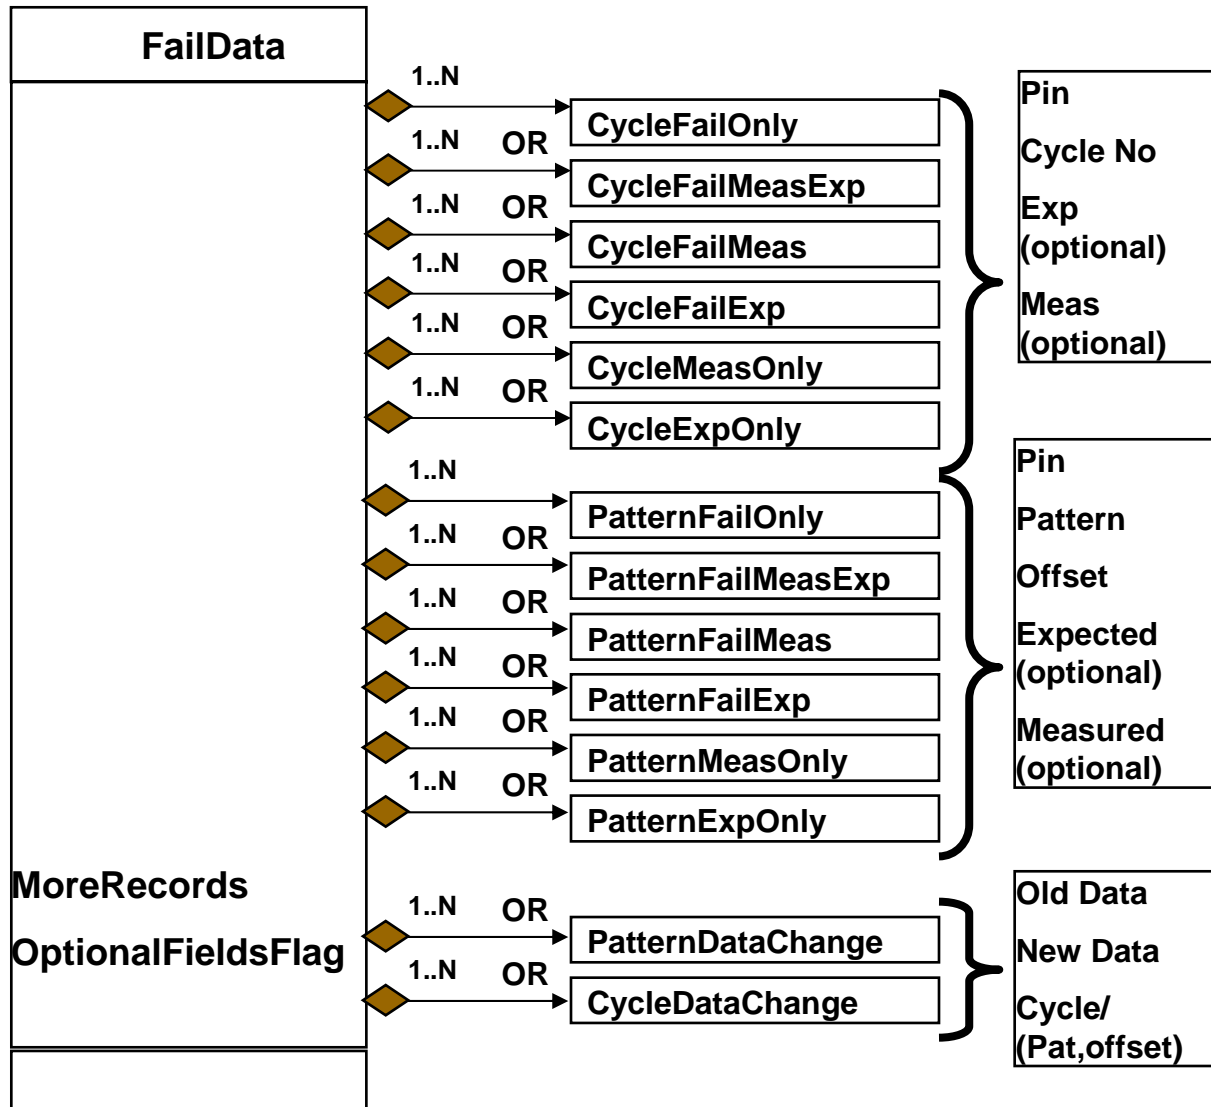 FailData
1..N
CycleFailOnly
1..N OR
CycleFailMeasExp
1..N OR
CycleFailMeas
1..N OR
CycleFailExp
1..N OR
CycleMeasOnly
1..N OR
CycleExpOnly
Pin
Cycle No
Exp
(optional)
Meas
(optional)
1..N
PatternFailOnly
1..N OR
PatternFailMeasExp
1..N OR
PatternFailMeas
1..N OR
PatternFailExp
1..N OR
PatternMeasOnly
1..N OR
PatternExpOnly
Pin
Pattern
Offset
Expected
(optional)
Measured
(optional)
MoreRecords
OptionalFieldsFlag
1..N OR
PatternDataChange
1..N OR
CycleDataChange
Old Data
New Data
Cycle/
(Pat,offset)